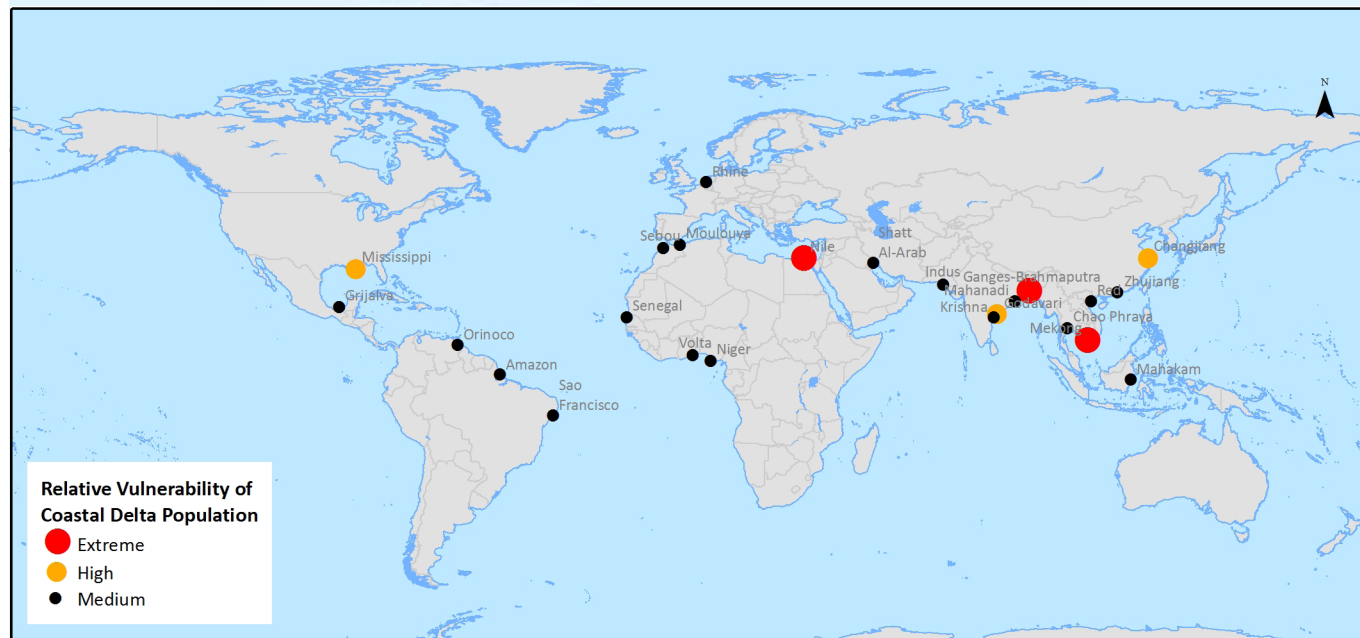 N
Rhine
Shatt
Al-Arab
Sebou
Moulouya
Nile
Changjiang
Mississippi
Indus
Ganges-Brahmaputra
Zhujiang
Mahanadi
Red
Grijalva
Krishna
Godavari
Senegal
Chao Phraya
Mekong
Orinoco
Volta
Niger
Amazon
Mahakam
Sao
Francisco
Relative Vulnerability of
Coastal Delta Population
Extreme
High
Medium